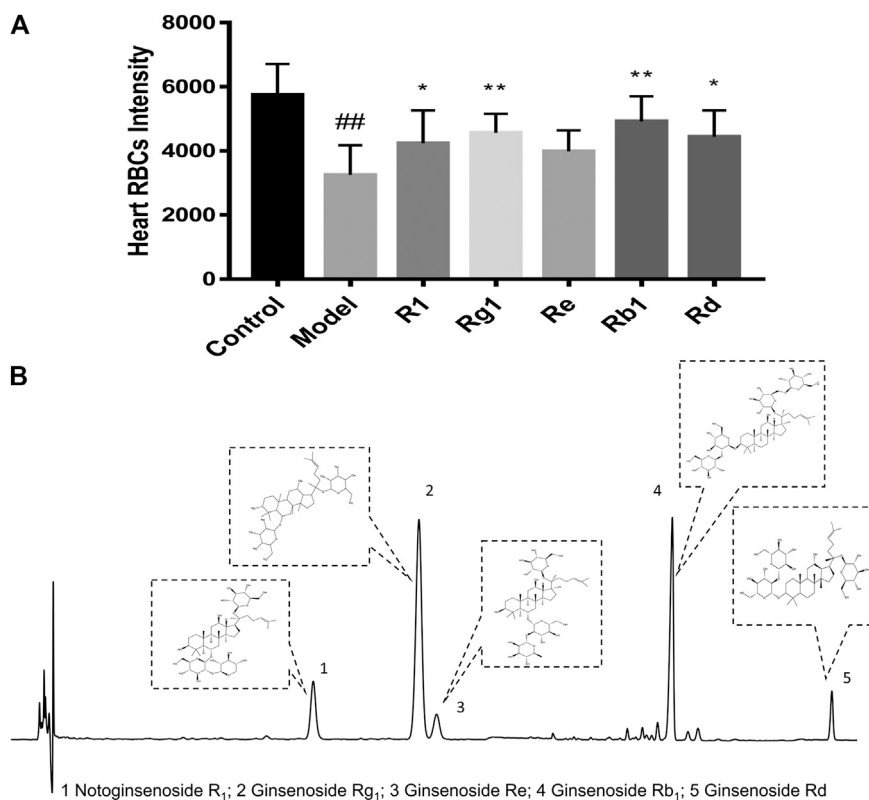 A
Heart RBCs Intensity
8000
6000
4000
2000
0
##
*
**
**
*
Control
Model
R1
Rg1
Re
Rb1
Rd
B
1
2
3
4
5
1 Notoginsenoside R₁; 2 Ginsenoside Rg₁; 3 Ginsenoside Re; 4 Ginsenoside Rb₁; 5 Ginsenoside Rd